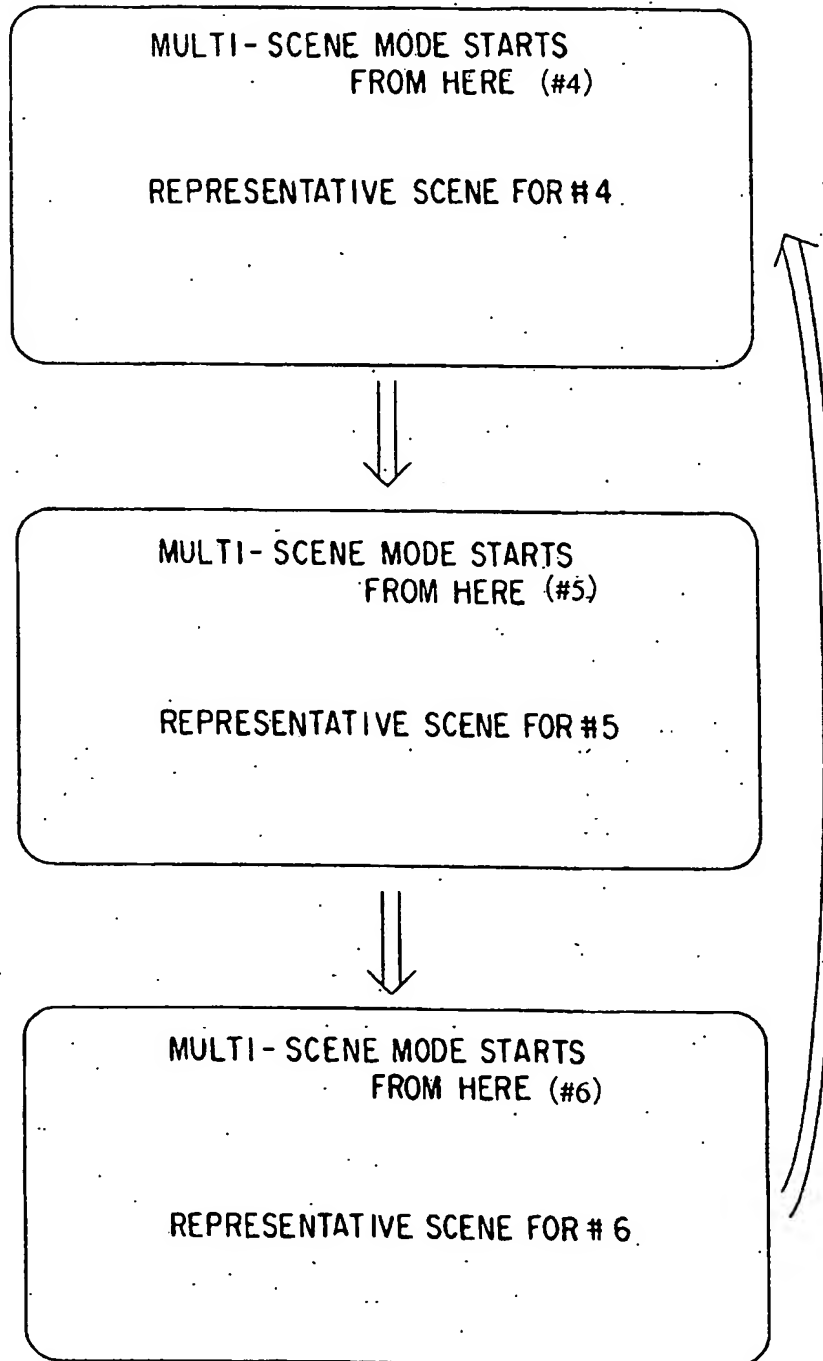 MULTI-SCENE MODE STARTS
FROM HERE (#4)
REPRESENTATIVE SCENE FOR #4
MULTI-SCENE MODE STARTS
FROM HERE (#5)
REPRESENTATIVE SCENE FOR #5
MULTI-SCENE MODE STARTS
FROM HERE (#6)
REPRESENTATIVE SCENE FOR #6